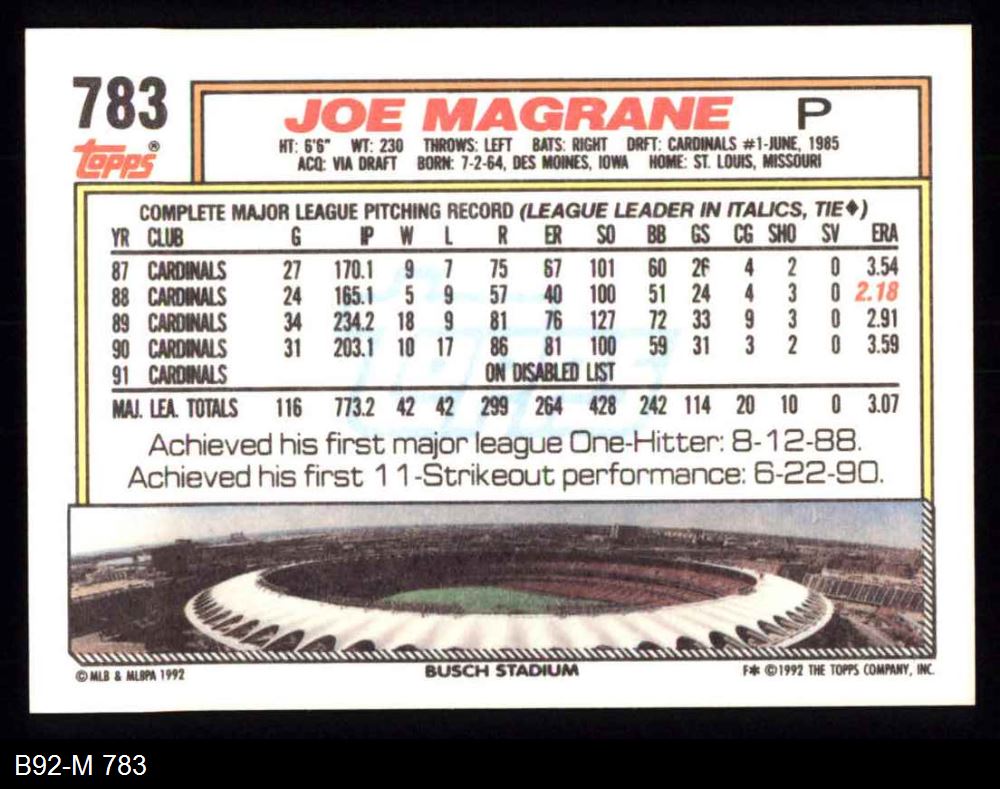 783
topps®
JOE MAGRANE P
HT: 6'6" WT: 230 THROWS: LEFT BATS: RIGHT DRFT: CARDINALS #1-JUNE, 1985
ACQ: VIA DRAFT BORN: 7-2-64, DES MOINES, IOWA HOME: ST. LOUIS, MISSOURI
COMPLETE MAJOR LEAGUE PITCHING RECORD (LEAGUE LEADER IN ITALICS, TIE♦)
YR CLUB G IP W L R ER SO BB GS CG SHO SV ERA
87 CARDINALS 27 170.1 9 7 75 67 101 60 26 4 2 0 3.54
88 CARDINALS 24 165.1 5 9 57 40 100 51 24 4 3 0 2.18
89 CARDINALS 34 234.2 18 9 81 76 127 72 33 9 3 0 2.91
90 CARDINALS 31 203.1 10 17 86 81 100 59 31 3 2 0 3.59
91 CARDINALS ON DISABLED LIST
MAJ. LEA. TOTALS 116 773.2 42 42 299 264 428 242 114 20 10 0 3.07
Achieved his first major league One-Hitter: 8-12-88.
Achieved his first 11-Strikeout performance: 6-22-90.
© MLB & MLBPA 1992 BUSCH STADIUM F* © 1992 THE TOPPS COMPANY, INC.
B92-M 783